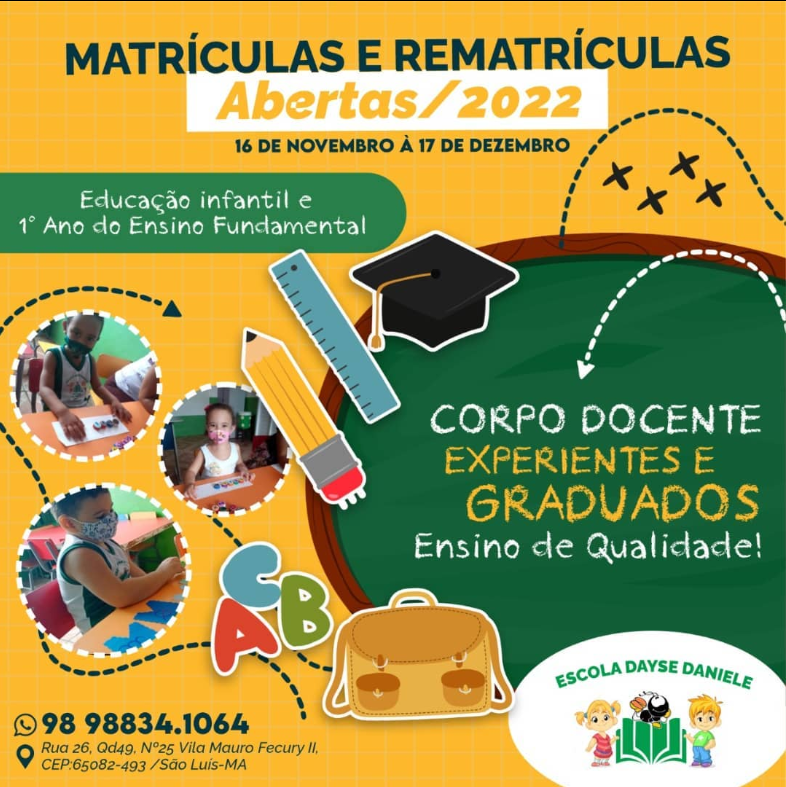 MATRÍCULAS E REMATRÍCULAS
Abertas/2022
16 DE NOVEMBRO À 17 DE DEZEMBRO
Educação infantil e
1° Ano do Ensino Fundamental
CORPO DOCENTE
EXPERIENTES E
GRADUADOS
Ensino de Qualidade!
C
A B
ESCOLA DAYSE DANIELE
98 98834.1064
Rua 26, Qd49, N°25 Vila Mauro Fecury II,
CEP:65082-493 /São Luís-MA